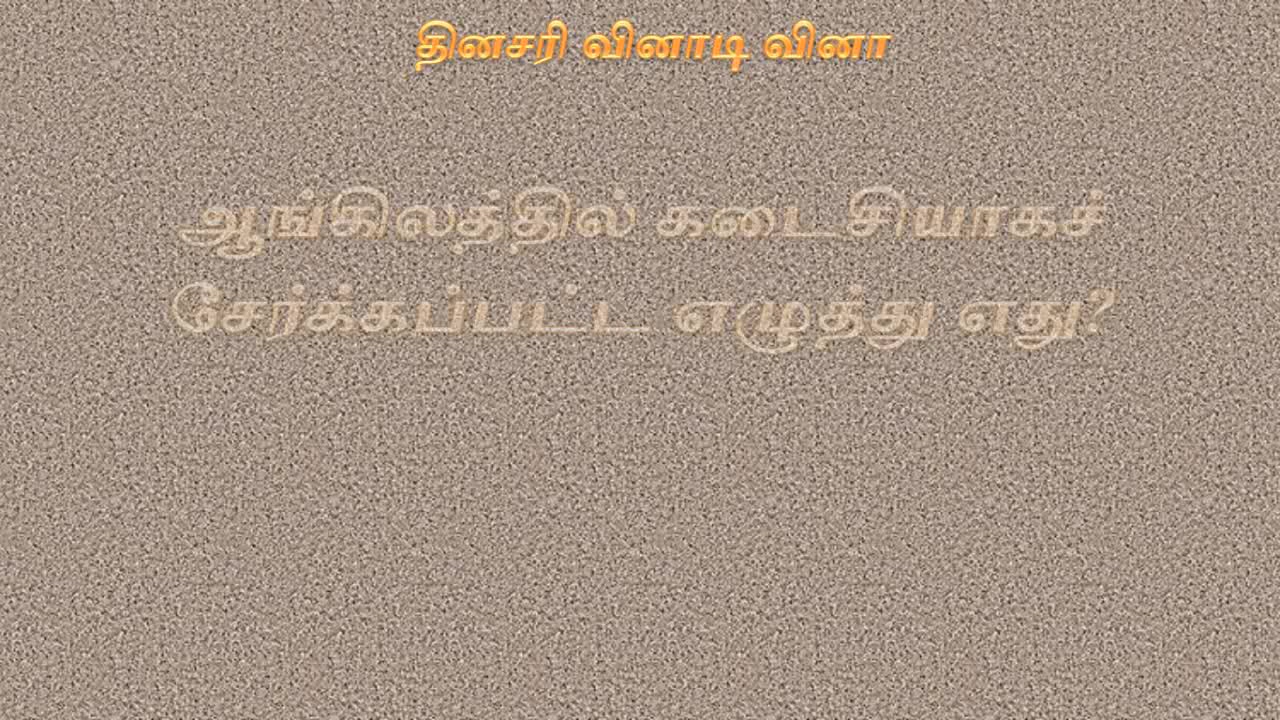 தினசரி வினாடி வினா
ஆங்கிலத்தில் கடைசியாகச்
சேர்க்கப்பட்ட எழுத்து எது?